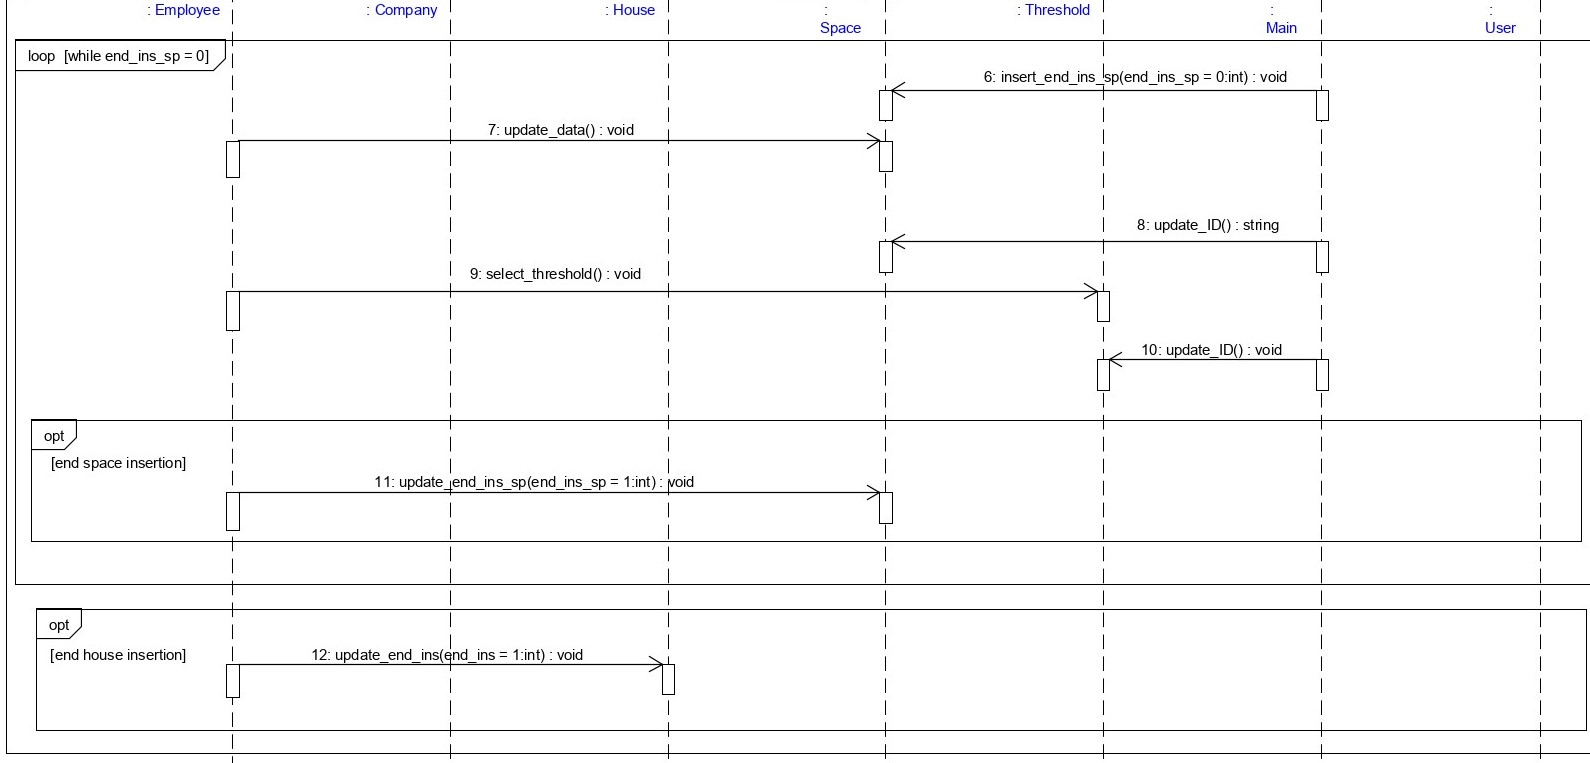 : Employee
: Company
: House
:
Space
: Threshold
:
Main
:
User
loop [while end_ins_sp = 0]
6: insert_end_ins_sp(end_ins_sp = 0:int) : void
7: update_data() : void
8: update_ID() : string
9: select_threshold() : void
10: update_ID() : void
opt
[end space insertion]
11: update_end_ins_sp(end_ins_sp = 1:int) : void
opt
[end house insertion]
12: update_end_ins(end_ins = 1:int) : void